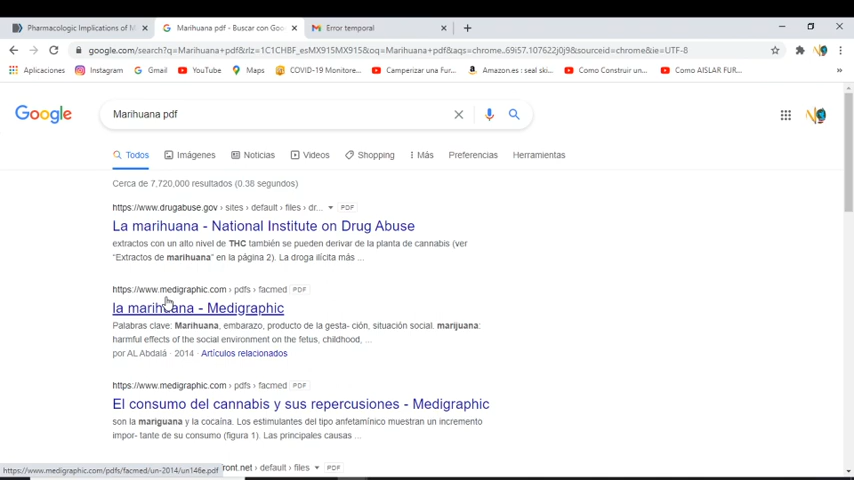 Pharmacologic Implications of M
Marihuana pdf - Buscar con Goo
Error temporal
google.com/search?q=Marihuana+pdf&rlz=1C1CHBF_esMX915MX915&oq=Marihuana+pdf&aqs=chrome..69i57.107622j0j9&sourceid=chrome&ie=UTF-8
Aplicaciones Instagram Gmail YouTube Maps COVID-19 Monitore... Camperizar una Fur... Amazon.es : seal ski... Como Construir un... Como AISLAR FUR... »
Google
Marihuana pdf
Todos Imágenes Noticias Videos Shopping Más Preferencias Herramientas
Cerca de 7,720,000 resultados (0.38 segundos)
https://www.drugabuse.gov › sites › default › files › dr... PDF
La marihuana - National Institute on Drug Abuse
extractos con un alto nivel de THC también se pueden derivar de la planta de cannabis (ver
“Extractos de marihuana” en la página 2). La droga ilícita más ...
https://www.medigraphic.com › pdfs › facmed PDF
la marihuana - Medigraphic
Palabras clave: Marihuana, embarazo, producto de la gesta- ción, situación social. marijuana:
harmful effects of the social environment on the fetus, childhood, ...
por AL Abdalá · 2014 · Artículos relacionados
https://www.medigraphic.com › pdfs › facmed PDF
El consumo del cannabis y sus repercusiones - Medigraphic
son la mariguana y la cocaína. Los estimulantes del tipo anfetamínico muestran un incremento
impor- tante de su consumo (figura 1). Las principales causas ...
https://www.medigraphic.com/pdfs/facmed/un-2014/un146e.pdf
front.net › default › files PDF